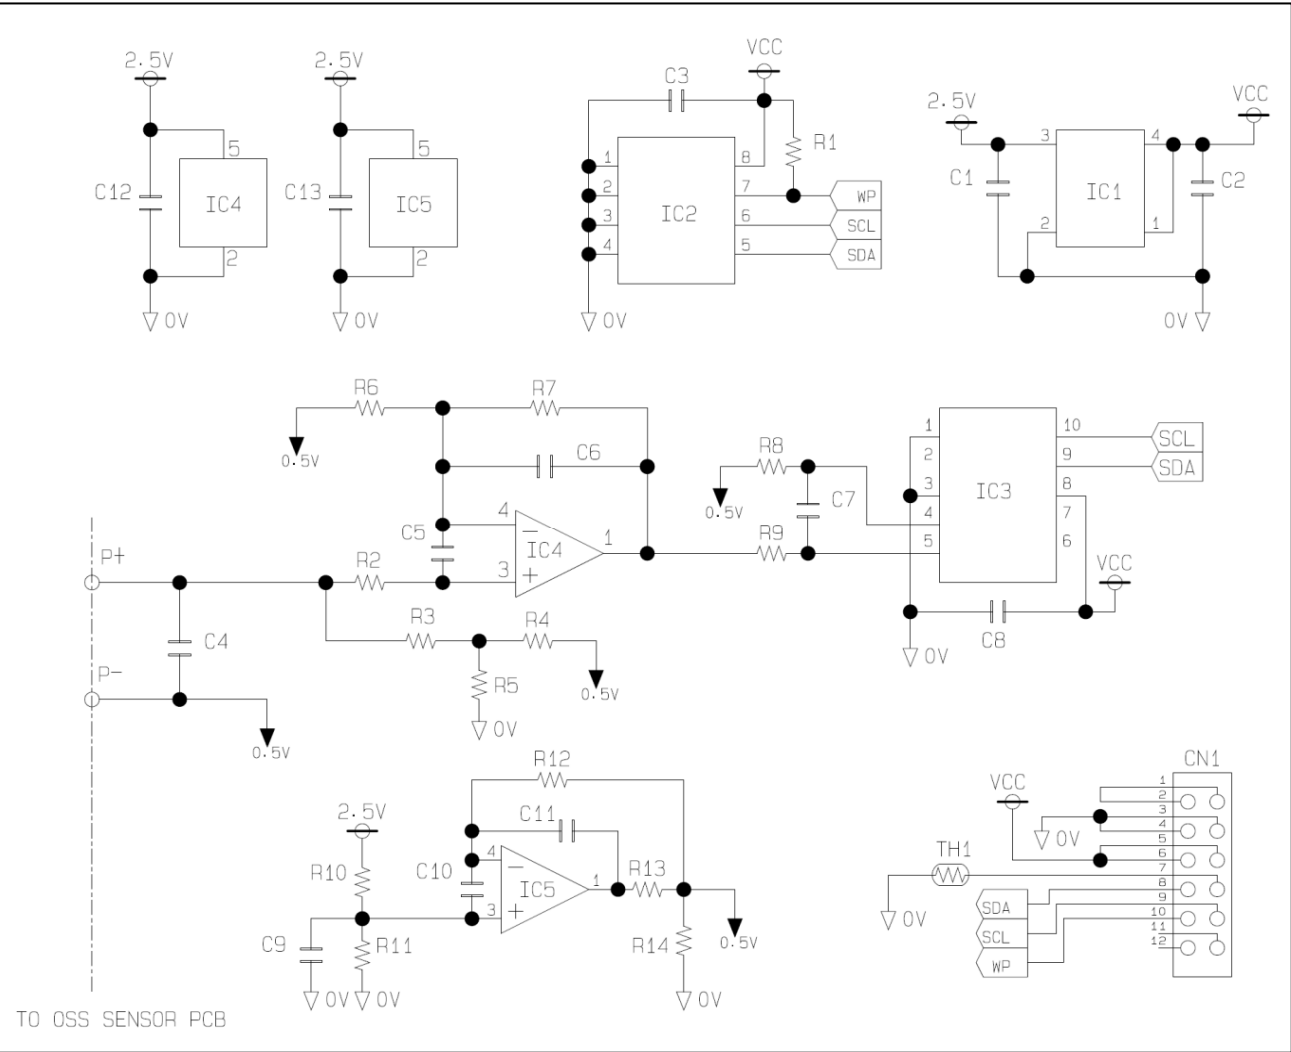 2.5V
2.5V
VCC
C3
2.5V
VCC
5
5
R1
3
4
C12
IC4
C13
IC5
1
8
C1
IC1
C2
2
IC2
7
WP
3
6
SCL
2
1
2
2
4
5
SDA
0V
0V
0V
0V
R6
R7
0.5V
C6
R8
1
10
SCL
2
9
SDA
3
IC3
8
0.5V
C7
4
7
4
C5
IC4
1
R9
5
6
P+
R2
3
VCC
C4
R3
R4
C8
0V
P-
R5
0.5V
0V
0.5V
R12
CN1
2.5V
C11
VCC
1
2
3
4
0V
5
R10
C10
4
IC5
1
R13
TH1
6
7
8
3
SDA
9
C9
R11
R14
0.5V
0V
SCL
10
11
WP
12
0V
0V
0V
TO OSS SENSOR PCB